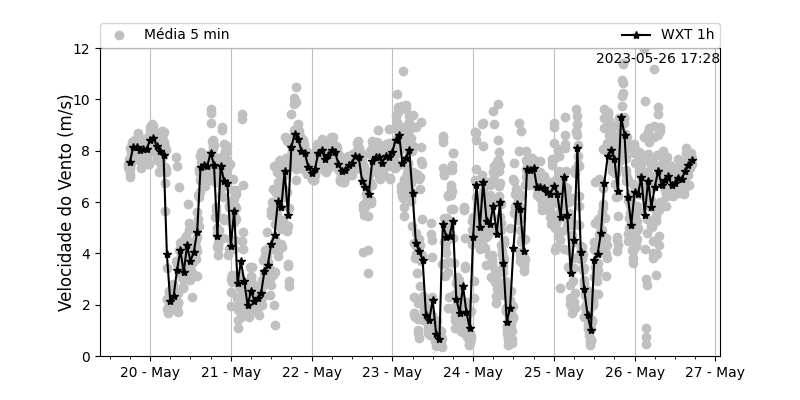 Média 5 min
WXT 1h
2023-05-26 17:28
Velocidade do Vento (m/s)
12
10
8
6
4
2
0
20 - May
21 - May
22 - May
23 - May
24 - May
25 - May
26 - May
27 - May